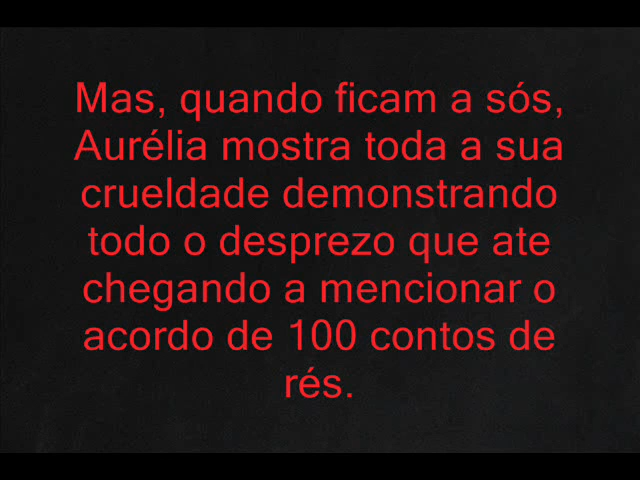 Mas, quando ficam a sós,
Aurélia mostra toda a sua
crueldade demonstrando
todo o desprezo que ate
chegando a mencionar o
acordo de 100 contos de
rés.